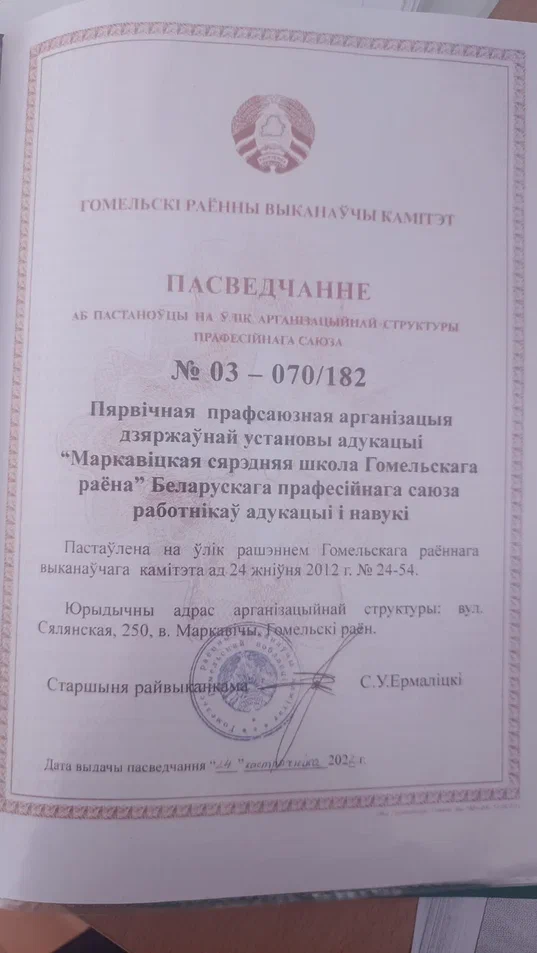 ГОМЕЛЬСКІ РАЁННЫ ВЫКАНАЎЧЫ КАМІТЭТ
ПАСВЕДЧАННЕ
АБ ПАСТАНОЎЦЫ НА ЎЛІК АРГАНІЗАЦЫЙНАЙ СТРУКТУРЫ
ПРАФЕСІЙНАГА САЮЗА
№ 03 – 070/182
Пярвічная прафсаюзная арганізацыя
дзяржаўнай установы адукацыі
“Маркавіцкая сярэдняя школа Гомельскага
раёна” Беларускага прафесійнага саюза
работнікаў адукацыі і навукі
Пастаўлена на ўлік рашэннем Гомельскага раённага
выканаўчага камітэта ад 24 жніўня 2012 г. № 24-54.
Юрыдычны адрас арганізацыйнай структуры: вул.
Сялянская, 250, в. Маркавічы, Гомельскі раён.
Старшыня райвыканкама С.У.Ермаліцкі
Дата выдачы пасведчання “ ” кастрычніка 202 г.